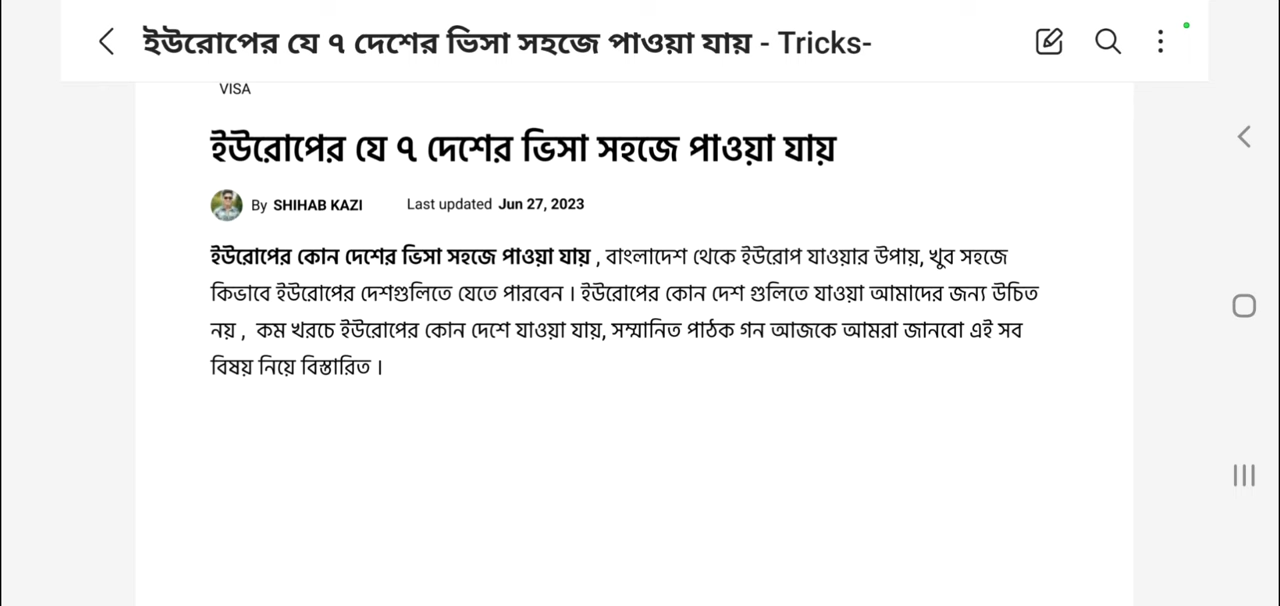 ইউরোপের যে ৭ দেশের ভিসা সহজে পাওয়া যায় - Tricks-
VISA
ইউরোপের যে ৭ দেশের ভিসা সহজে পাওয়া যায়
By SHIHAB KAZI Last updated Jun 27, 2023
ইউরোপের কোন দেশের ভিসা সহজে পাওয়া যায় , বাংলাদেশ থেকে ইউরোপ যাওয়ার উপায়, খুব সহজে
কিভাবে ইউরোপের দেশগুলিতে যেতে পারবেন । ইউরোপের কোন দেশ গুলিতে যাওয়া আমাদের জন্য উচিত
নয় , কম খরচে ইউরোপের কোন দেশে যাওয়া যায়, সম্মানিত পাঠক গন আজকে আমরা জানবো এই সব
বিষয় নিয়ে বিস্তারিত ।